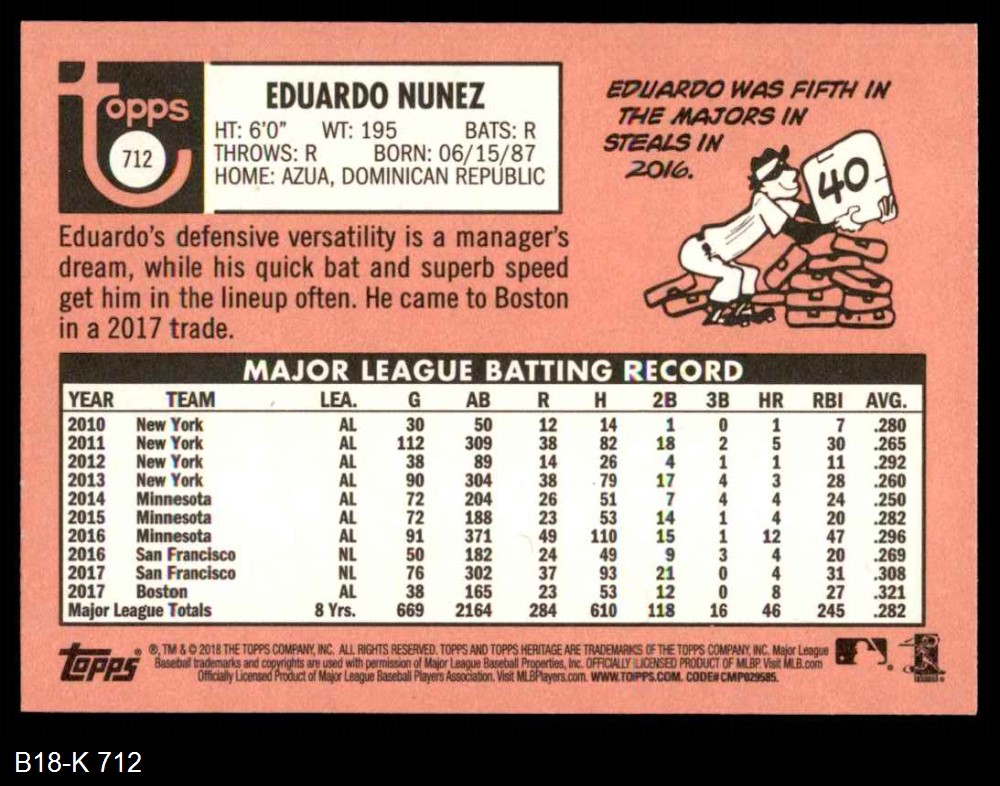 topps
712
EDUARDO NUNEZ
HT: 6'0" WT: 195 BATS: R
THROWS: R BORN: 06/15/87
HOME: AZUA, DOMINICAN REPUBLIC
EDUARDO WAS FIFTH IN
THE MAJORS IN
STEALS IN
2016.
40
Eduardo's defensive versatility is a manager's
dream, while his quick bat and superb speed
get him in the lineup often. He came to Boston
in a 2017 trade.
MAJOR LEAGUE BATTING RECORD
YEAR TEAM LEA. G AB R H 2B 3B HR RBI AVG.
2010 New York AL 30 50 12 14 1 0 1 7 .280
2011 New York AL 112 309 38 82 18 2 5 30 .265
2012 New York AL 38 89 14 26 4 1 1 11 .292
2013 New York AL 90 304 38 79 17 4 3 28 .260
2014 Minnesota AL 72 204 26 51 7 4 4 24 .250
2015 Minnesota AL 72 188 23 53 14 1 4 20 .282
2016 Minnesota AL 91 371 49 110 15 1 12 47 .296
2016 San Francisco NL 50 182 24 49 9 3 4 20 .269
2017 San Francisco NL 76 302 37 93 21 0 4 31 .308
2017 Boston AL 38 165 23 53 12 0 8 27 .321
Major League Totals 8 Yrs. 669 2164 284 610 118 16 46 245 .282
topps® ®, TM & © 2018 THE TOPPS COMPANY, INC. ALL RIGHTS RESERVED. TOPPS AND TOPPS HERITAGE ARE TRADEMARKS OF THE TOPPS COMPANY, INC. Major League
Baseball trademarks and copyrights are used with permission of Major League Baseball Properties, Inc. OFFICIALLY LICENSED PRODUCT OF MLBP. Visit MLB.com
Officially Licensed Product of Major League Baseball Players Association. Visit MLBPlayers.com. WWW.TOPPS.COM. CODE#CMP029585.
B18-K 712